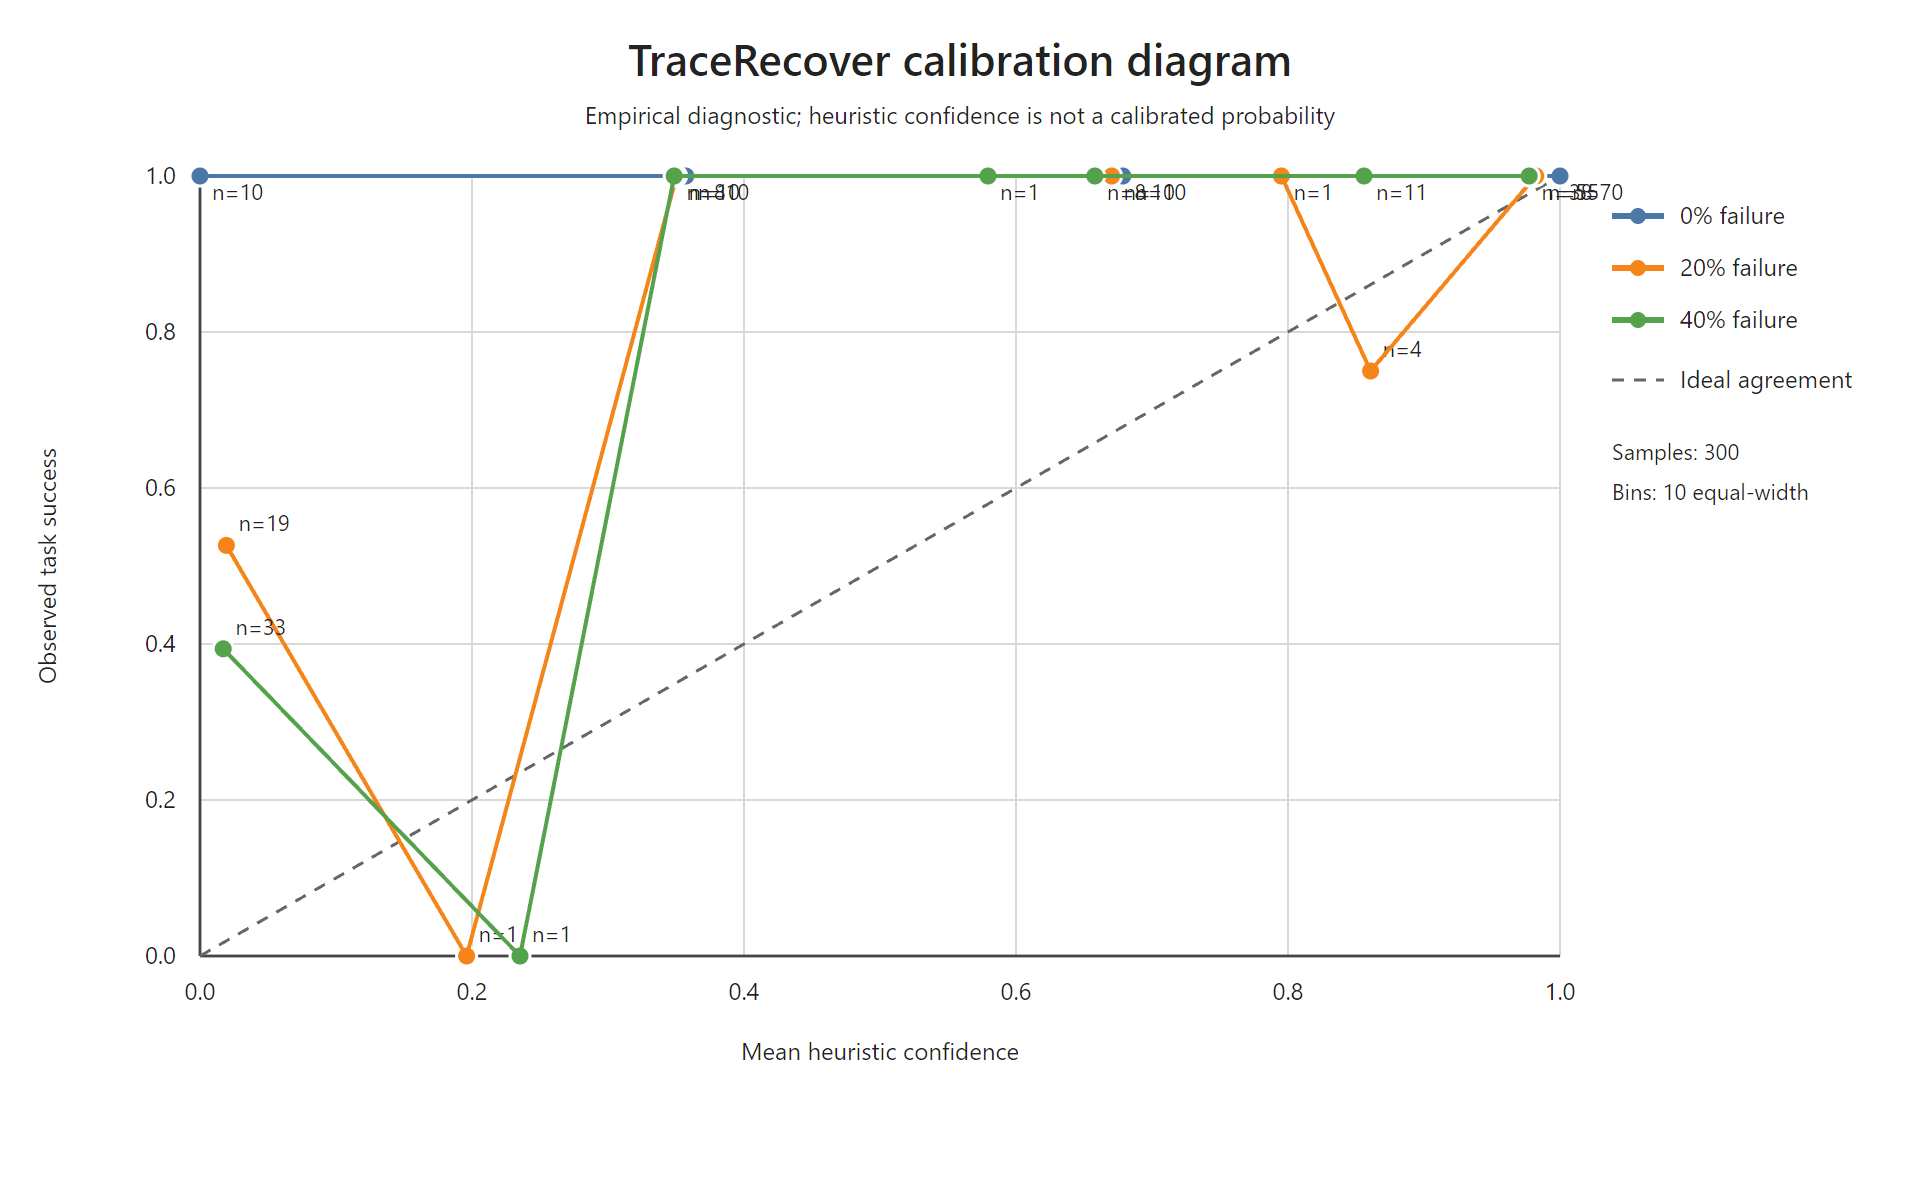 TraceRecover calibration diagram
Empirical diagnostic; heuristic confidence is not a calibrated probability
1.0
n=10
n=1
n=1
n=11
0% failure
20% failure
0.8
40% failure
n=4
Ideal agreement
Samples: 300
0.6
Bins: 10 equal-width
n=19
Observed task success
0.4
n=33
0.2
n=1
n=1
0.0
0.0
0.2
0.4
0.6
0.8
1.0
Mean heuristic confidence